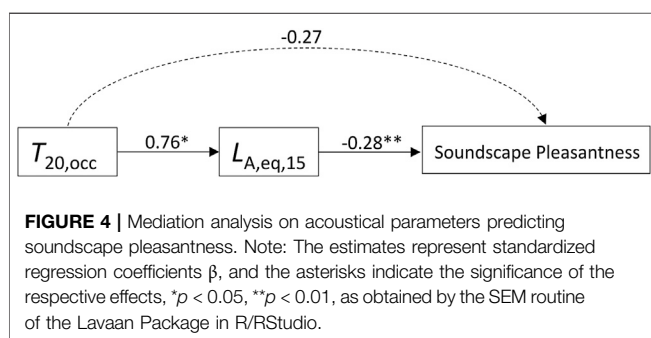 -0.27
T20,occ 0.76* LA,eq,15 -0.28** Soundscape Pleasantness
FIGURE 4 | Mediation analysis on acoustical parameters predicting
soundscape pleasantness. Note: The estimates represent standardized
regression coefficients β, and the asterisks indicate the significance of the
respective effects, *p < 0.05, **p < 0.01, as obtained by the SEM routine
of the Lavaan Package in R/RStudio.